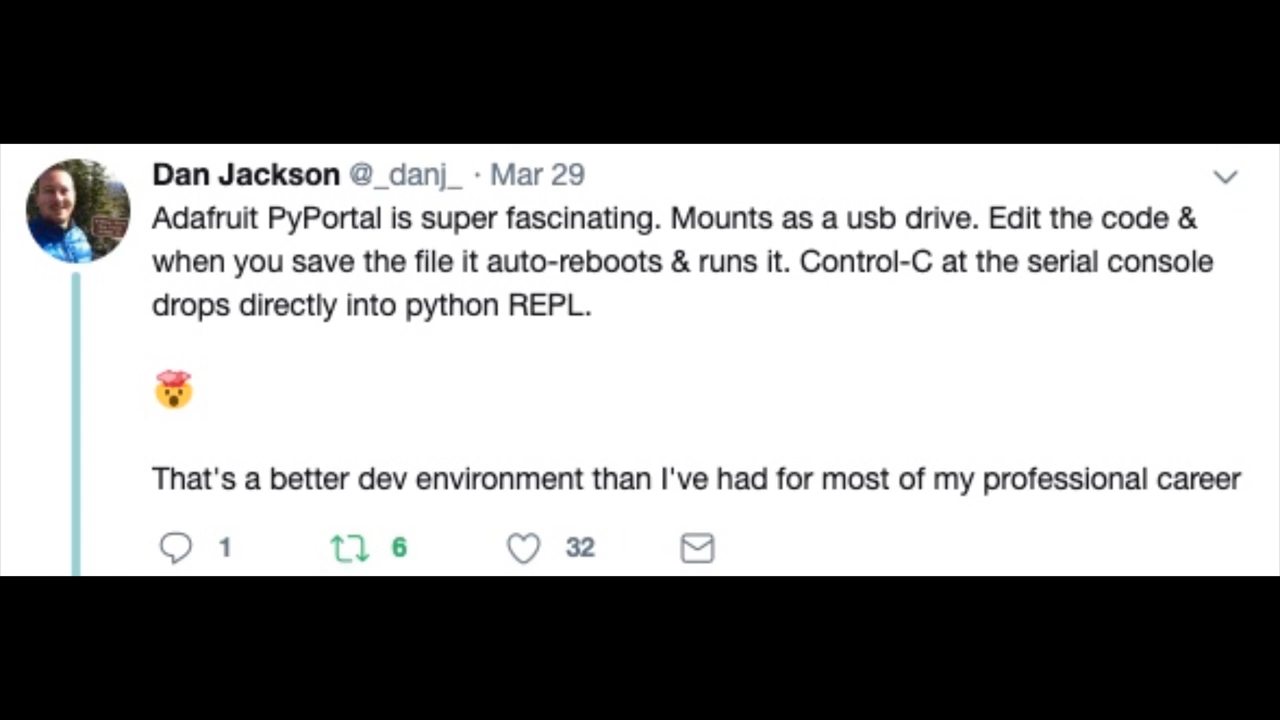 Dan Jackson @_danj_ · Mar 29
Adafruit PyPortal is super fascinating. Mounts as a usb drive. Edit the code &
when you save the file it auto-reboots & runs it. Control-C at the serial console
drops directly into python REPL.
🤯
That's a better dev environment than I've had for most of my professional career
1 6 32